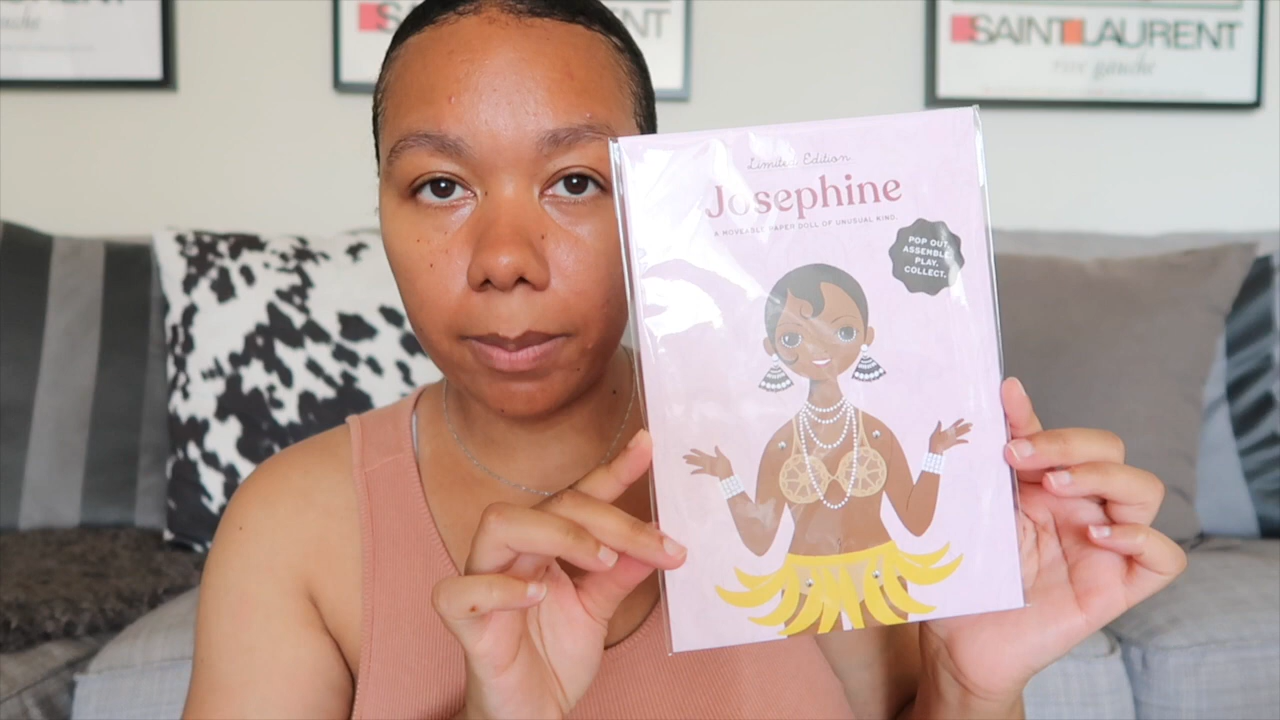 SAINT LAURENT
rive gauche
Limited Edition
Josephine
A MOVEABLE PAPER DOLL OF UNUSUAL KIND.
POP OUT.
ASSEMBLE.
PLAY.
COLLECT.